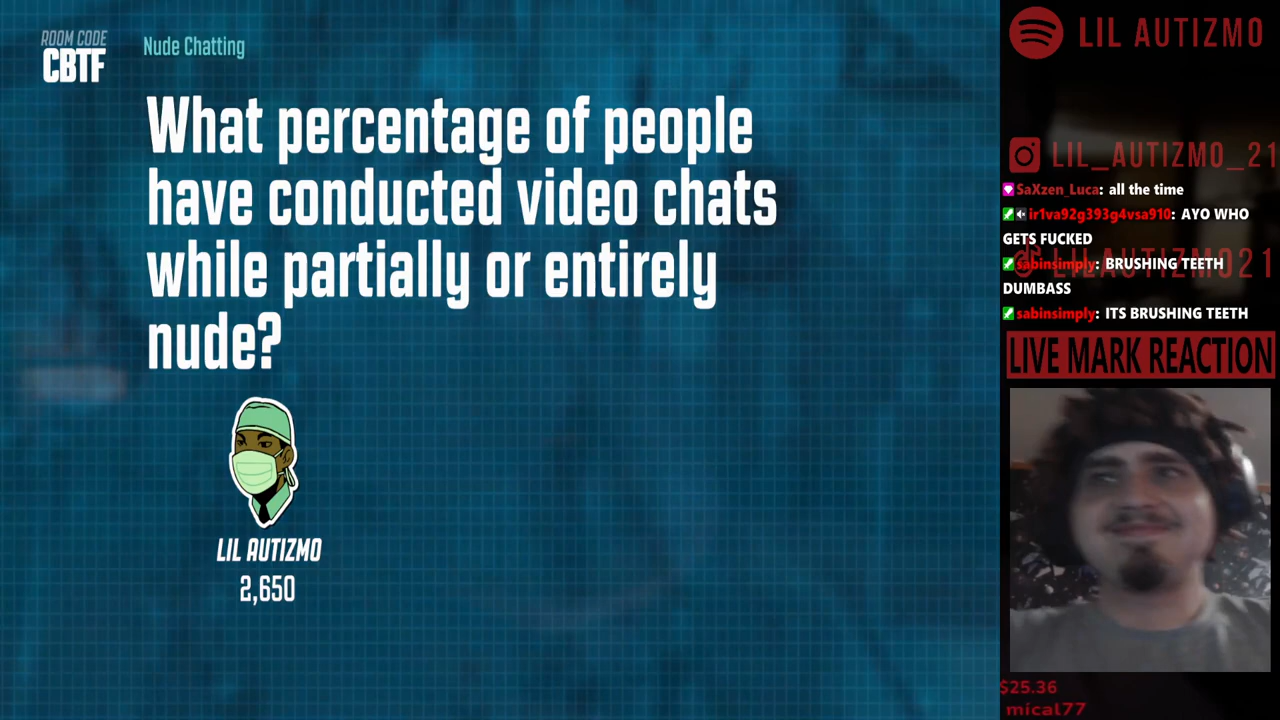 ROOM CODE
CBTF
Nude Chatting
What percentage of people
have conducted video chats
while partially or entirely
nude?
LIL AUTIZMO
2,650
LIL AUTIZMO
LIL_AUTIZMO_21
SaXzen_Luca: all the time
ir1va92g393g4vsa910: AYO WHO
GETS FUCKED
LILAUTIZMO21
sabinsimply: BRUSHING TEETH
DUMBASS
sabinsimply: ITS BRUSHING TEETH
LIVE MARK REACTION
$25.36
mical77